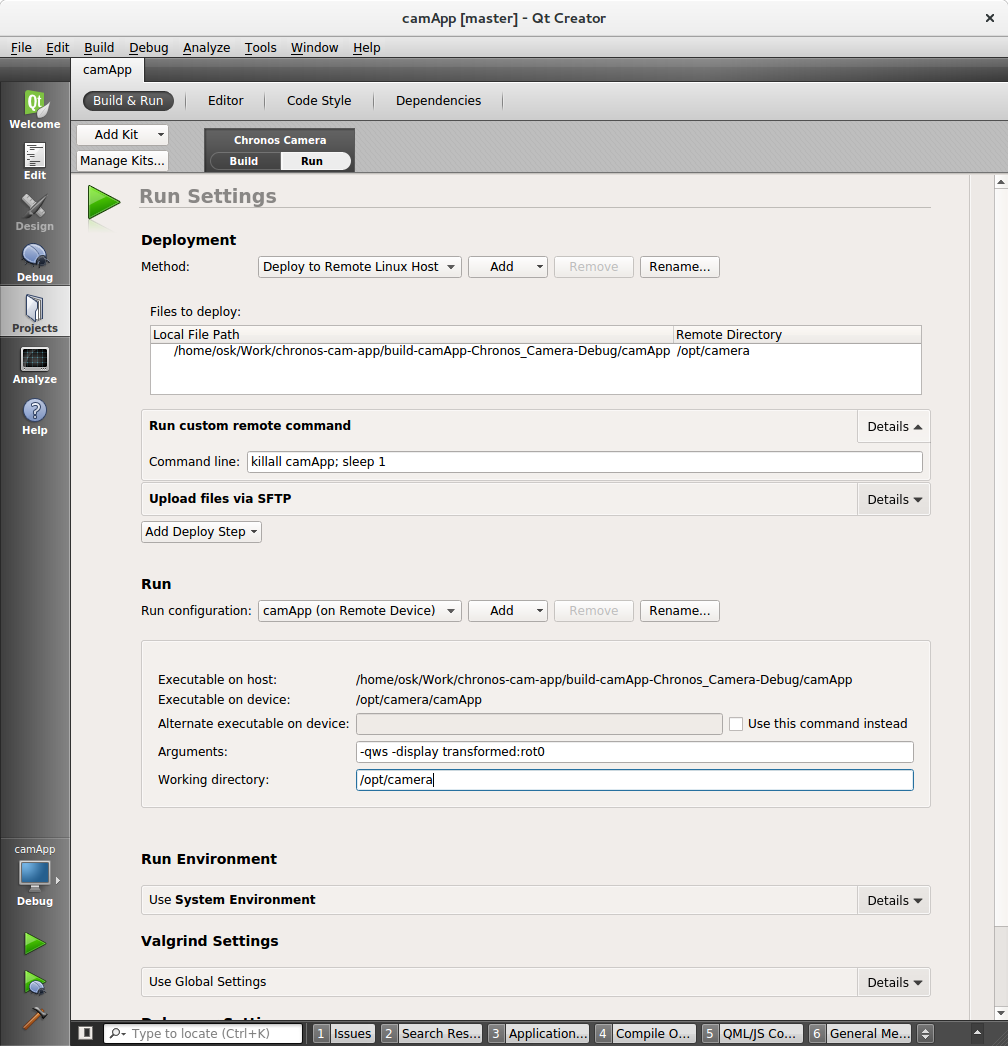 camApp [master] - Qt Creator
File Edit Build Debug Analyze Tools Window Help
camApp
Build & Run Editor Code Style Dependencies
Add Kit
Manage Kits...
Chronos Camera
Build Run
Qt
Welcome
Edit
Design
Debug
Projects
Analyze
Help
Run Settings
Deployment
Method: Deploy to Remote Linux Host Add Remove Rename...
Files to deploy:
Local File Path Remote Directory
/home/osk/Work/chronos-cam-app/build-camApp-Chronos_Camera-Debug/camApp /opt/camera
Run custom remote command Details
Command line: killall camApp; sleep 1
Upload files via SFTP Details
Add Deploy Step
Run
Run configuration: camApp (on Remote Device) Add Remove Rename...
Executable on host: /home/osk/Work/chronos-cam-app/build-camApp-Chronos_Camera-Debug/camApp
Executable on device: /opt/camera/camApp
Alternate executable on device: Use this command instead
Arguments: -qws -display transformed:rot0
Working directory: /opt/camera
Run Environment
Use System Environment Details
Valgrind Settings
Use Global Settings Details
camApp
Debug
Type to locate (Ctrl+K) 1 Issues 2 Search Res... 3 Application... 4 Compile O... 5 QML/JS Co... 6 General Me...